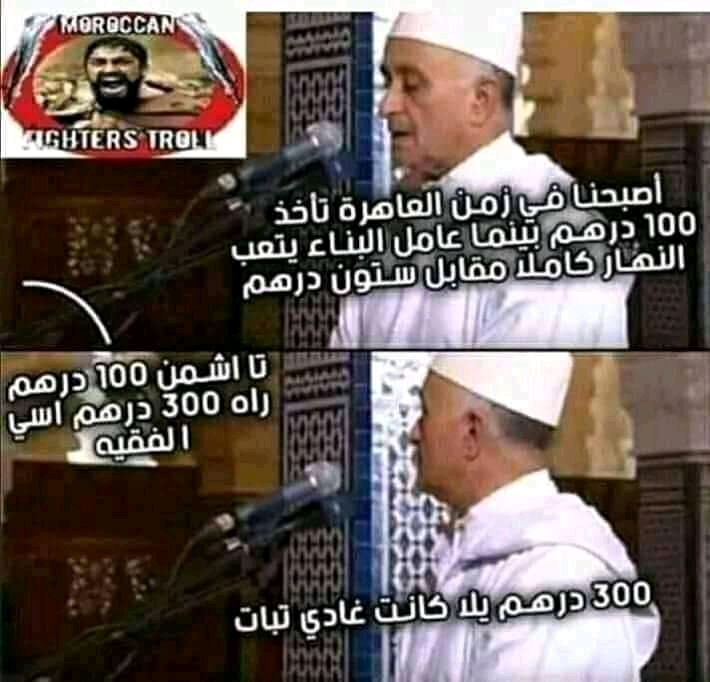 MOROCCAN
FIGHTERS TROLL
أصبحنا في زمن العاهرة تأخذ
100 درهم بينما عامل البناء يتعب
النهار كاملا مقابل ستون درهم
تا اشمن 100 درهم
راه 300 درهم اسي
الفقيه
300 درهم يلا كانت غادي تبات